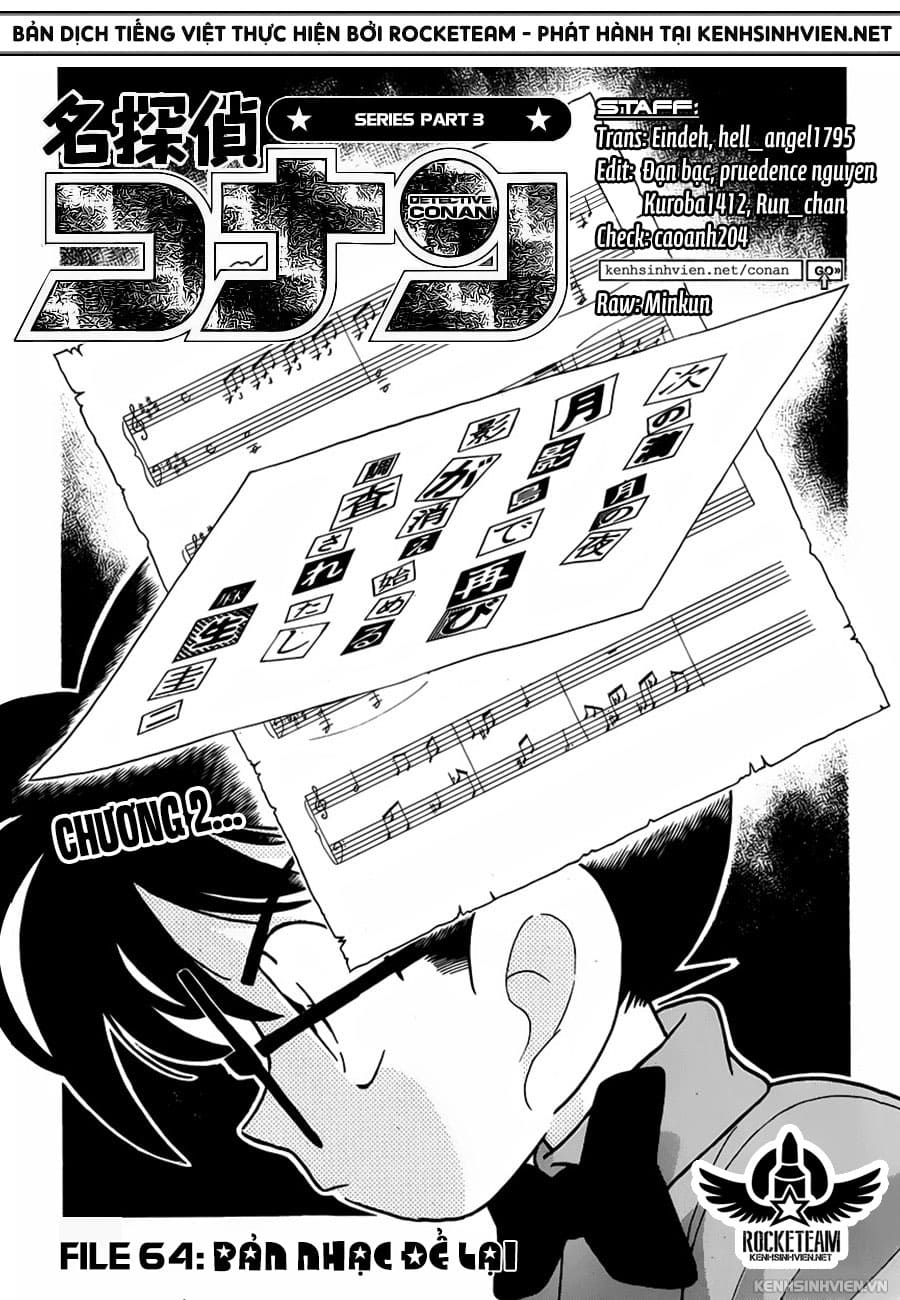 BẢN DỊCH TIẾNG VIỆT THỰC HIỆN BỞI ROCKETEAM - PHÁT HÀNH TẠI KENHSINHVIEN.NET
名探偵
コナン
DETECTIVE
CONAN
SERIES PART 3
STAFF:
Trans: Eindeh, hell_angel1795
Edit: Đạn bạc, pruedence nguyen
Kuroba1412, Run_chan
Check: caoanh204
kenhsinhvien.net/conan GO»
Raw: Minkun
次の満月の夜
月影島で再び
影が消え始める
調査されたし
麻生圭二
CHƯƠNG 2...
FILE 64: BẢN NHẠC ĐỂ LẠI
ROCKETEAM
KENHSINHVIEN.NET
KENHSINHVIEN.VN